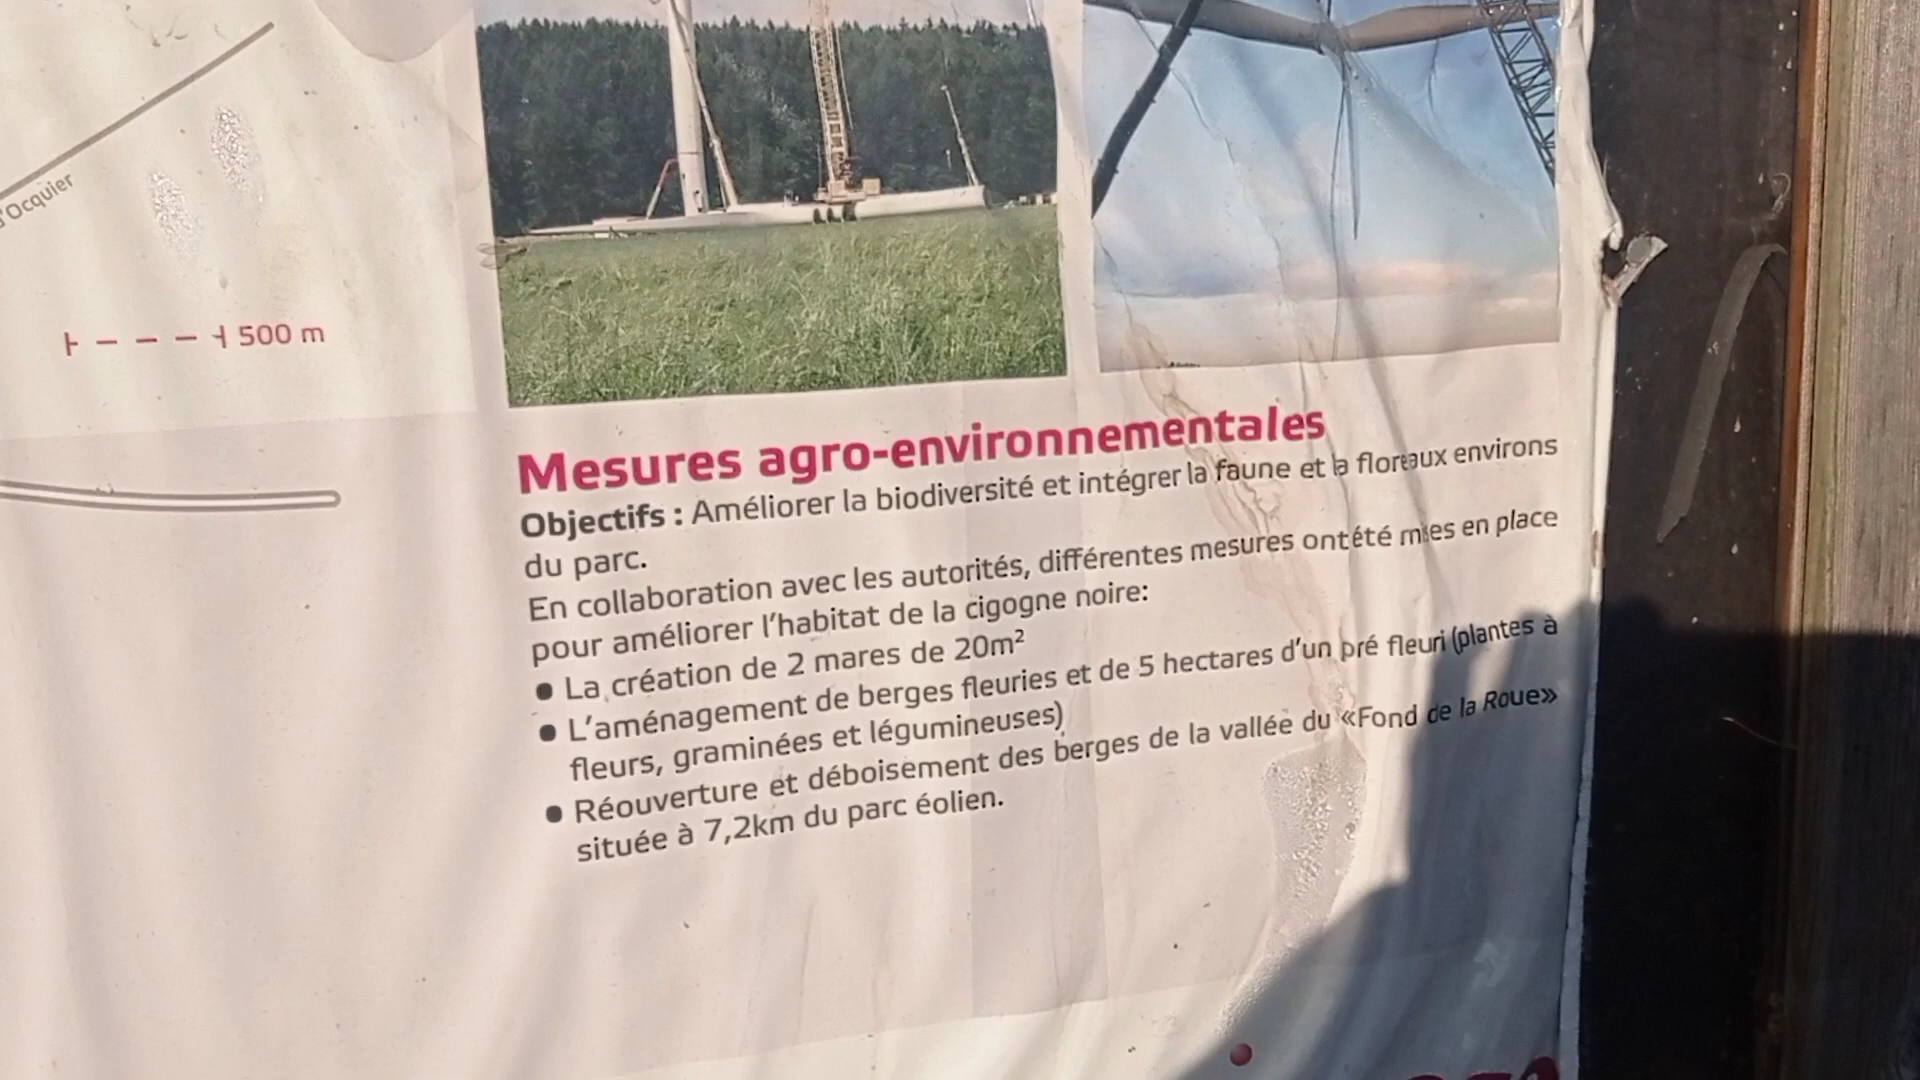 d'Ocquier
500 m
Mesures agro-environnementales
Objectifs : Améliorer la biodiversité et intégrer la faune et la flore aux environs
du parc.
En collaboration avec les autorités, différentes mesures ont été mises en place
pour améliorer l'habitat de la cigogne noire:
● La création de 2 mares de 20m²
● L'aménagement de berges fleuries et de 5 hectares d'un pré fleuri (plantes à
fleurs, graminées et légumineuses)
● Réouverture et déboisement des berges de la vallée du «Fond de la Roue»
située à 7,2km du parc éolien.